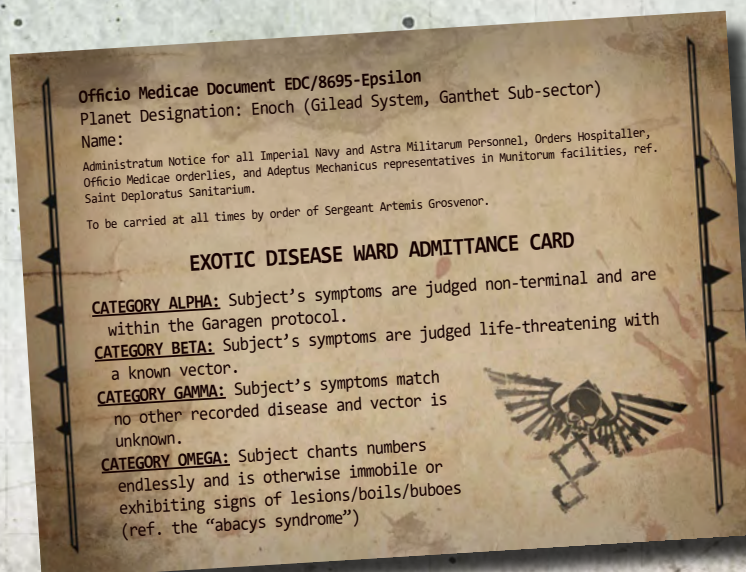 Officio Medicae Document EDC/8695-Epsilon
Planet Designation: Enoch (Gilead System, Ganthet Sub-sector)
Name:
Administratum Notice for all Imperial Navy and Astra Militarum Personnel, Orders Hospitaller,
Officio Medicae orderlies, and Adeptus Mechanicus representatives in Munitorum facilities, ref.
Saint Deploratus Sanitarium.
To be carried at all times by order of Sergeant Artemis Grosvenor.
EXOTIC DISEASE WARD ADMITTANCE CARD
CATEGORY ALPHA: Subject’s symptoms are judged non-terminal and are
within the Garagen protocol.
CATEGORY BETA: Subject’s symptoms are judged life-threatening with
a known vector.
CATEGORY GAMMA: Subject’s symptoms match
no other recorded disease and vector is
unknown.
CATEGORY OMEGA: Subject chants numbers
endlessly and is otherwise immobile or
exhibiting signs of lesions/boils/buboes
(ref. the “abacys syndrome”)